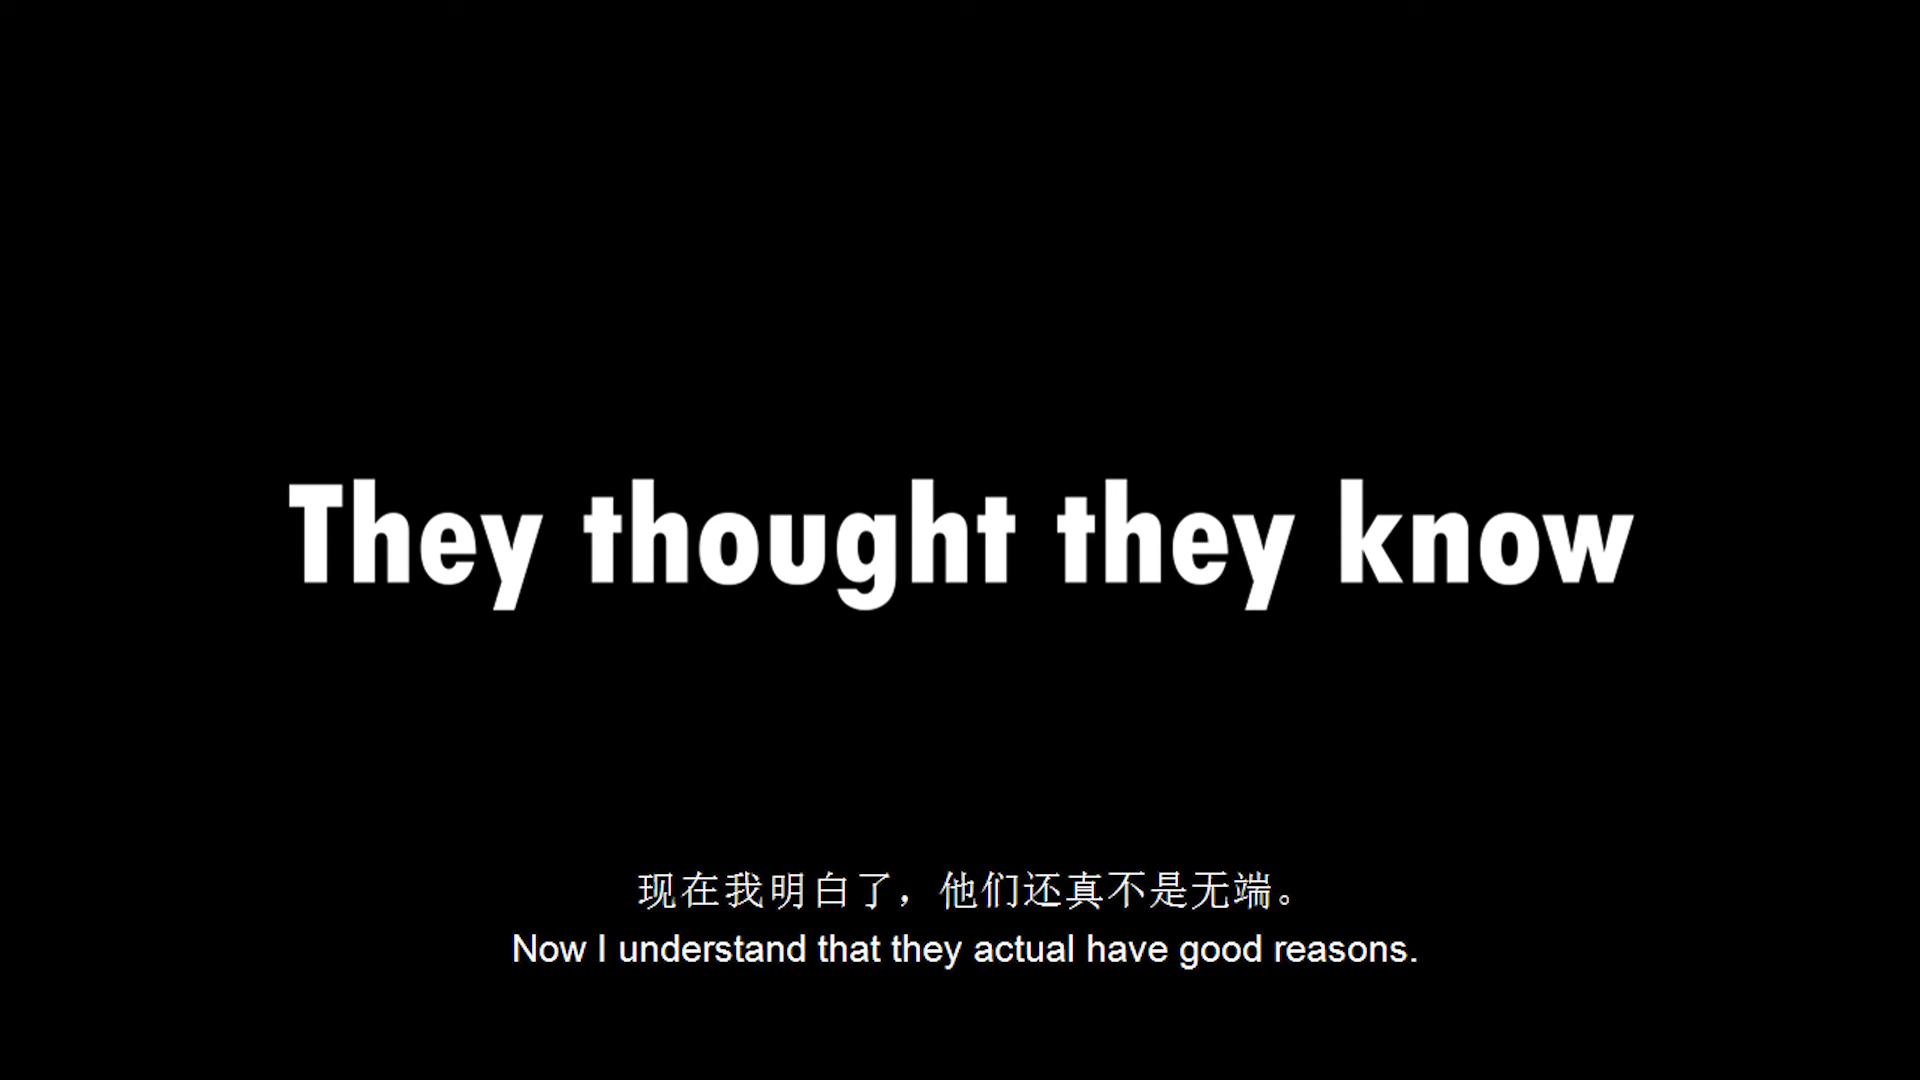 They thought they know
现在我明白了，他们还真不是无端。
Now I understand that they actual have good reasons.